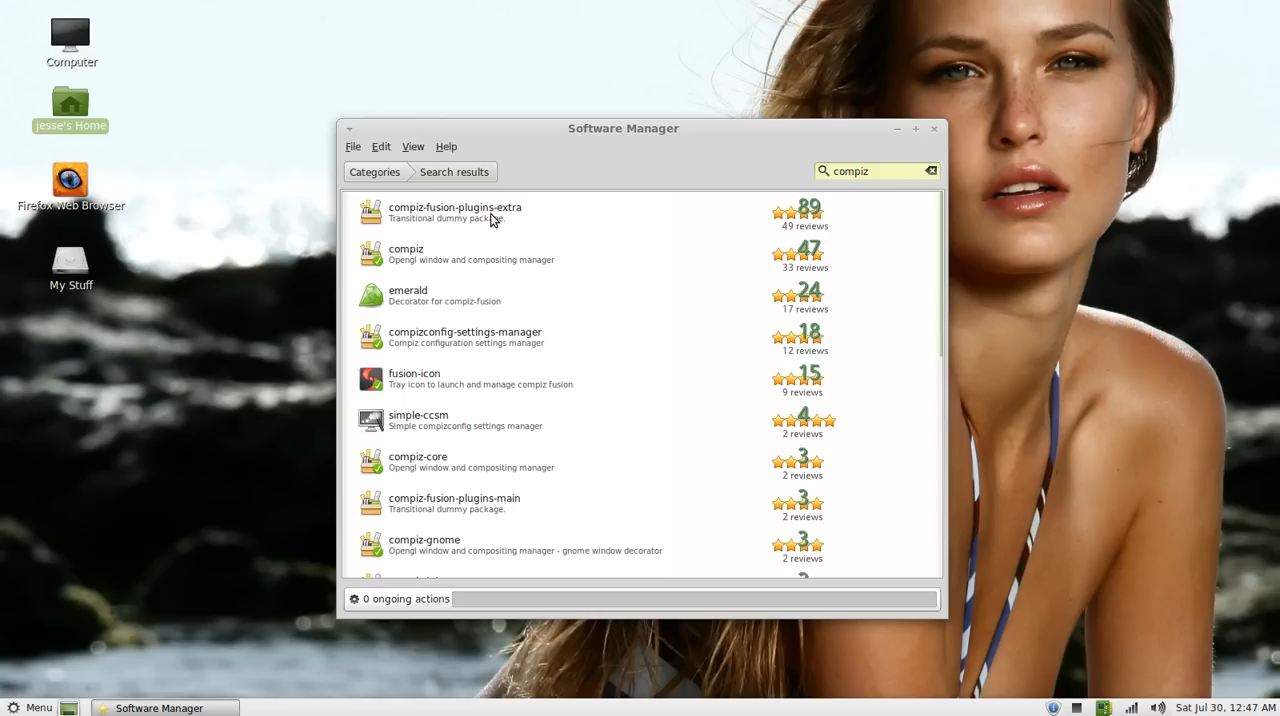 Computer
jesse's Home
Firefox Web Browser
My Stuff
Software Manager
File Edit View Help
Categories Search results compiz
compiz-fusion-plugins-extra 89
Transitional dummy package. 49 reviews
compiz 47
Opengl window and compositing manager 33 reviews
emerald 24
Decorator for compiz-fusion 17 reviews
compizconfig-settings-manager 18
Compiz configuration settings manager 12 reviews
fusion-icon 15
Tray icon to launch and manage compiz fusion 9 reviews
simple-ccsm 4
Simple compizconfig settings manager 2 reviews
compiz-core 3
Opengl window and compositing manager 2 reviews
compiz-fusion-plugins-main 3
Transitional dummy package. 2 reviews
compiz-gnome 3
Opengl window and compositing manager - gnome window decorator 2 reviews
0 ongoing actions
Menu Software Manager Sat Jul 30, 12:47 AM